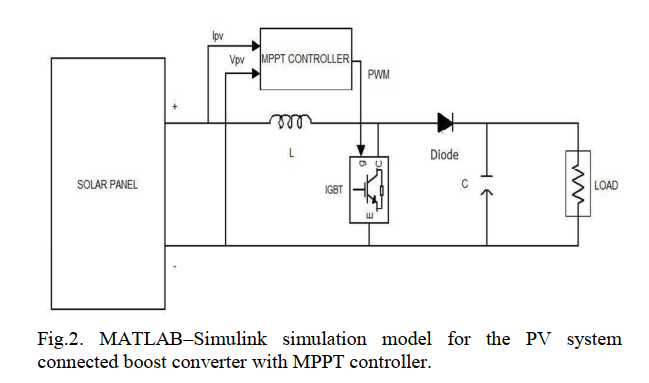 Ipv
Vpv
MPPT CONTROLLER
PWM
+
L
Diode
SOLAR PANEL
IGBT
g
C
E
C
LOAD
-
Fig.2. MATLAB–Simulink simulation model for the PV system
connected boost converter with MPPT controller.